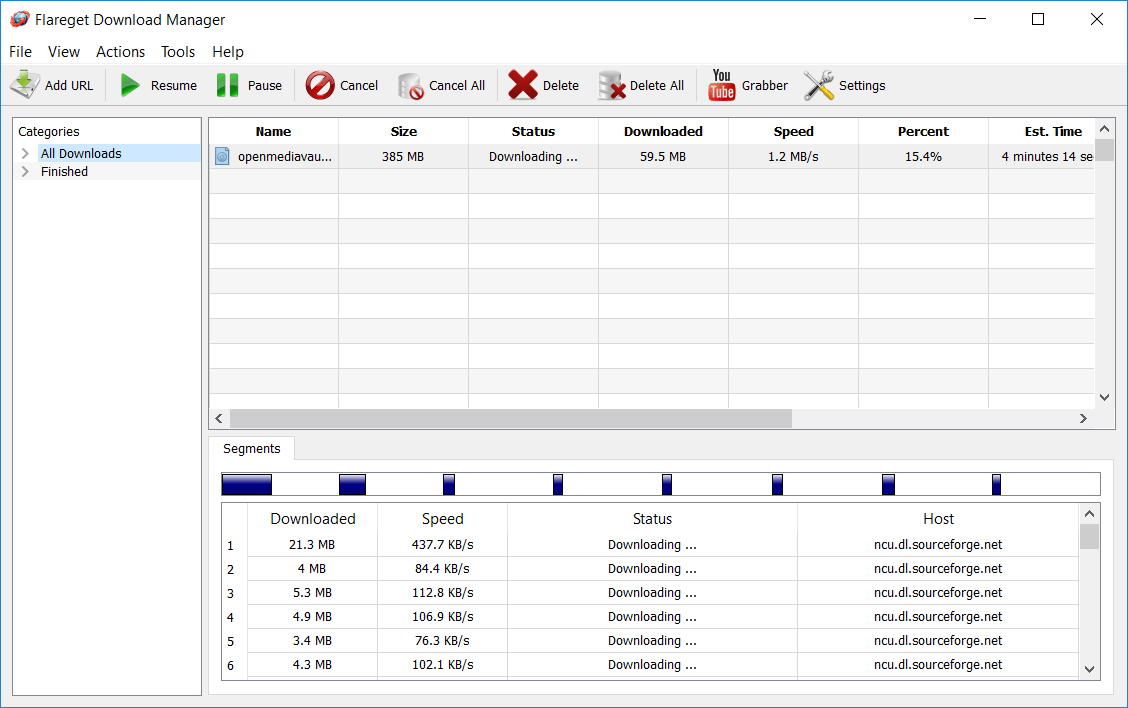 Flareget Download Manager
File View Actions Tools Help
Add URL Resume Pause Cancel Cancel All Delete Delete All You Tube Grabber Settings
Categories
All Downloads
Finished
Name Size Status Downloaded Speed Percent Est. Time
openmediavau... 385 MB Downloading ... 59.5 MB 1.2 MB/s 15.4% 4 minutes 14 se
Segments
Downloaded Speed Status Host
1 21.3 MB 437.7 KB/s Downloading ... ncu.dl.sourceforge.net
2 4 MB 84.4 KB/s Downloading ... ncu.dl.sourceforge.net
3 5.3 MB 112.8 KB/s Downloading ... ncu.dl.sourceforge.net
4 4.9 MB 106.9 KB/s Downloading ... ncu.dl.sourceforge.net
5 3.4 MB 76.3 KB/s Downloading ... ncu.dl.sourceforge.net
6 4.3 MB 102.1 KB/s Downloading ... ncu.dl.sourceforge.net